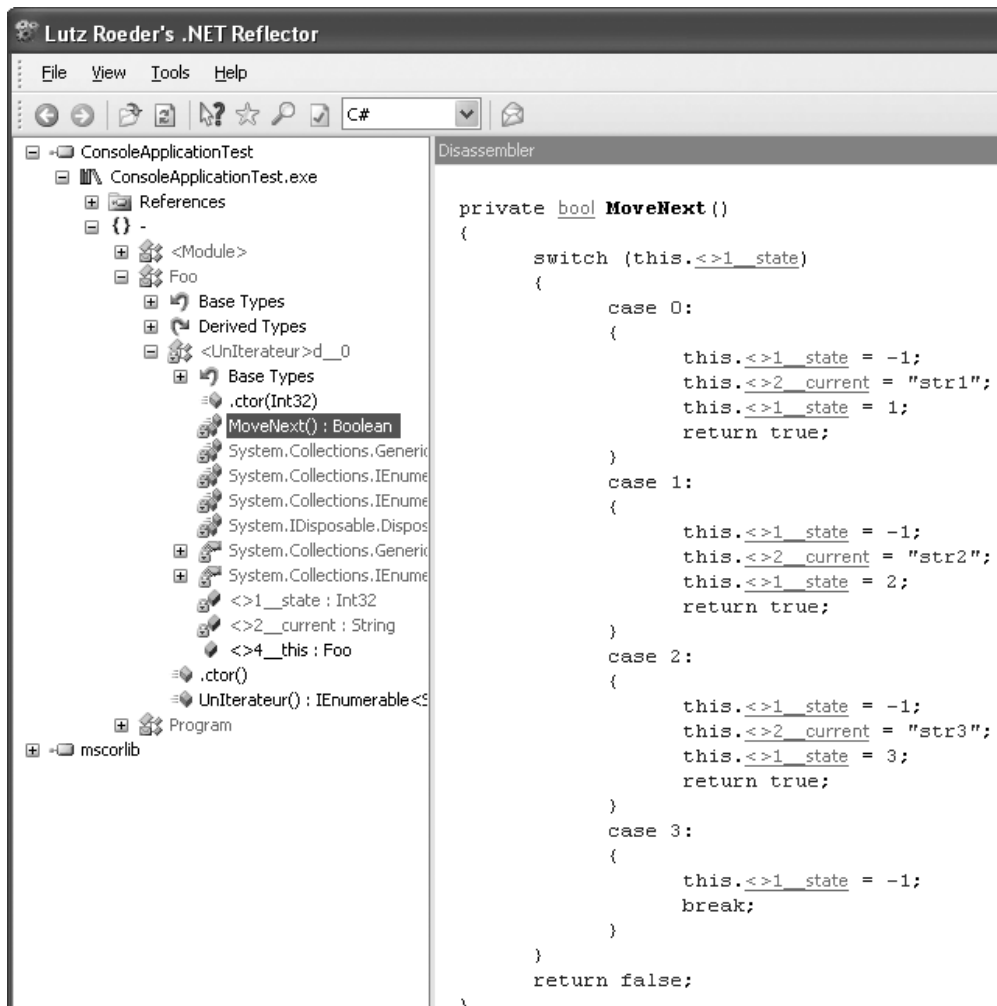 Lutz Roeder's .NET Reflector
File View Tools Help
C#
ConsoleApplicationTest
ConsoleApplicationTest.exe
References
{} -
<Module>
Foo
Base Types
Derived Types
<UnIterateur>d__0
Base Types
.ctor(Int32)
MoveNext() : Boolean
System.Collections.Generic
System.Collections.IEnume
System.Collections.IEnume
System.IDisposable.Dispos
System.Collections.Generic
System.Collections.IEnume
<>1__state : Int32
<>2__current : String
<>4__this : Foo
.ctor()
UnIterateur() : IEnumerable<S
Program
mscorlib
Disassembler
private bool MoveNext()
{
switch (this.<>1__state)
{
case 0:
{
this.<>1__state = -1;
this.<>2__current = "str1";
this.<>1__state = 1;
return true;
}
case 1:
{
this.<>1__state = -1;
this.<>2__current = "str2";
this.<>1__state = 2;
return true;
}
case 2:
{
this.<>1__state = -1;
this.<>2__current = "str3";
this.<>1__state = 3;
return true;
}
case 3:
{
this.<>1__state = -1;
break;
}
}
return false;
}